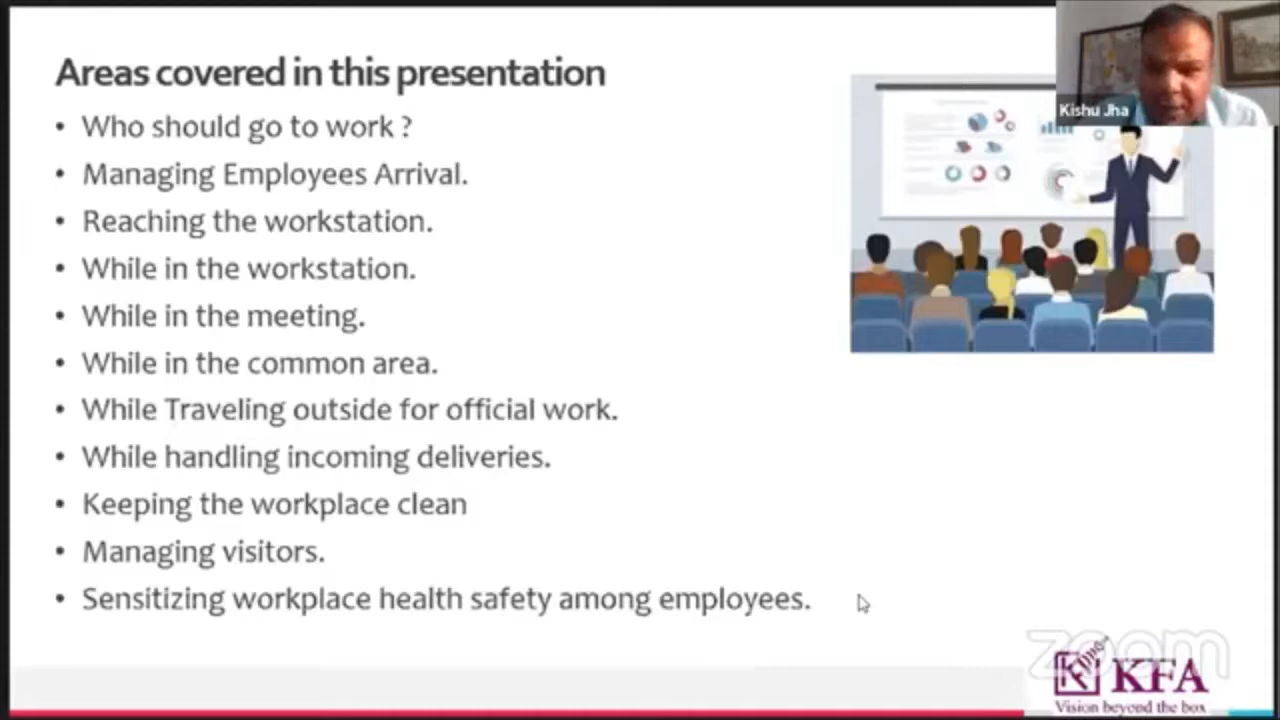 Areas covered in this presentation
• Who should go to work ?
• Managing Employees Arrival.
• Reaching the workstation.
• While in the workstation.
• While in the meeting.
• While in the common area.
• While Traveling outside for official work.
• While handling incoming deliveries.
• Keeping the workplace clean
• Managing visitors.
• Sensitizing workplace health safety among employees.
Kishu Jha
zoom
KFA
Vision beyond the box